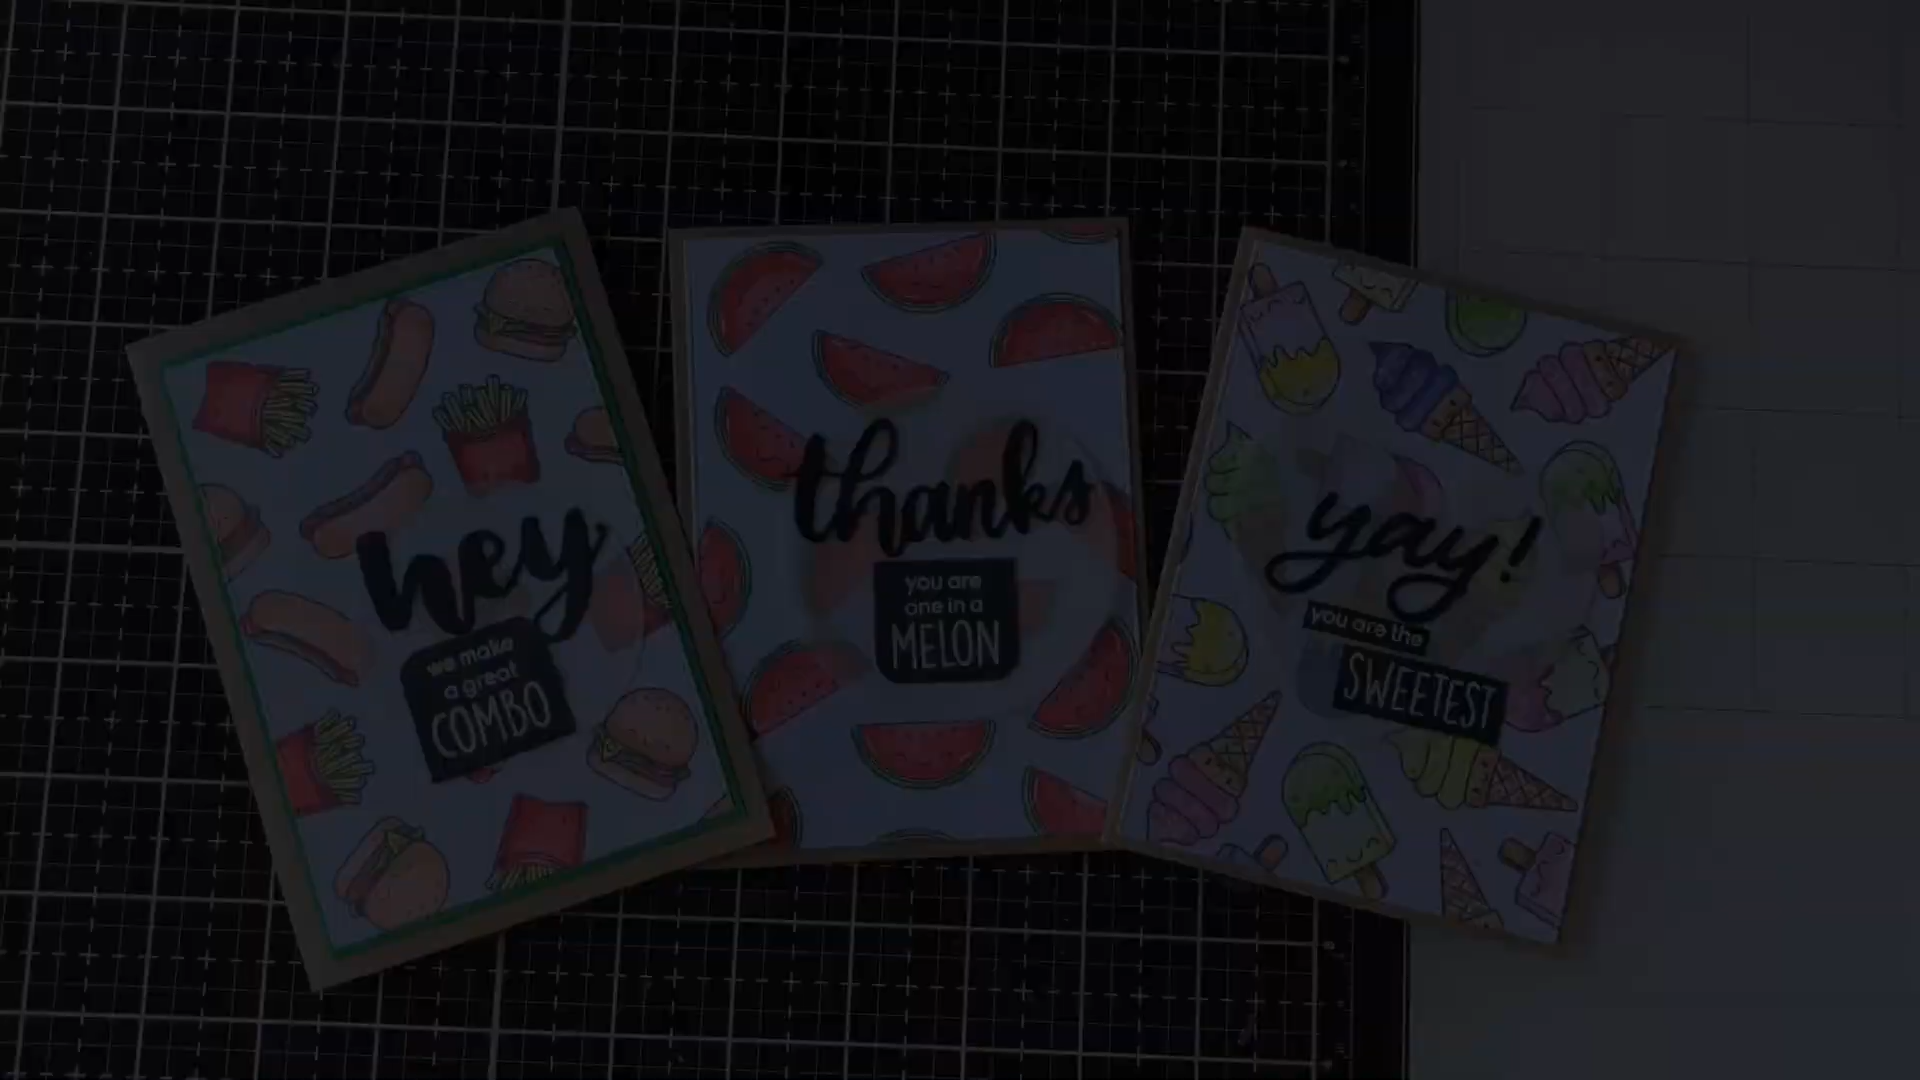 hey
we make
a great
COMBO
thanks
you are
one in a
MELON
yay!
you are the
SWEETEST